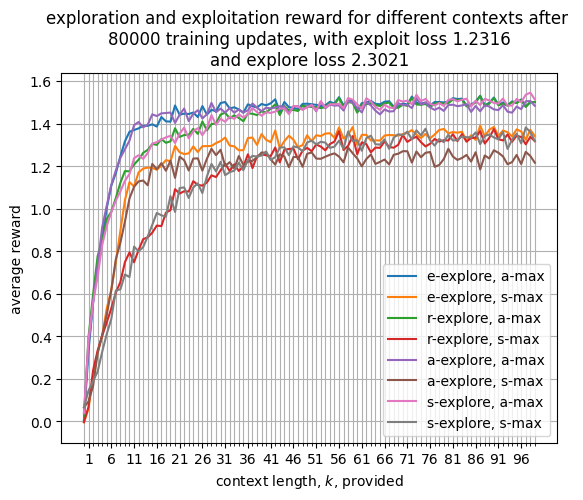 exploration and exploitation reward for different contexts after
80000 training updates, with exploit loss 1.2316
and explore loss 2.3021
1.6
1.4
1.2
1.0
0.8
0.6
0.4
0.2
0.0
average reward
e-explore, a-max
e-explore, s-max
r-explore, a-max
r-explore, s-max
a-explore, a-max
a-explore, s-max
s-explore, a-max
s-explore, s-max
1 6 11 16 21 26 31 36 41 46 51 56 61 66 71 76 81 86 91 96
context length, k, provided